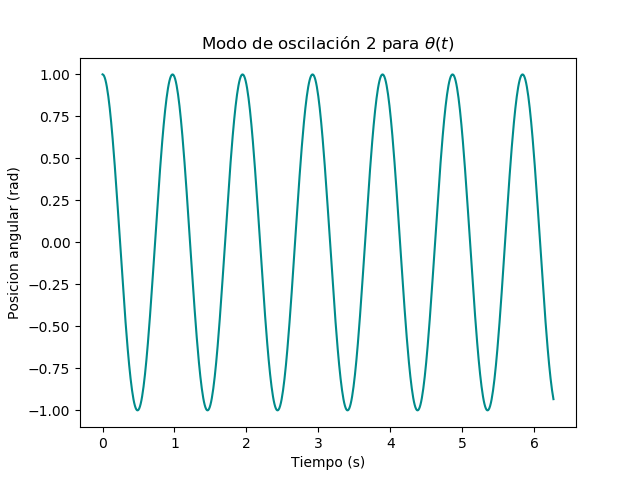 Modo de oscilación 2 para θ(t)
1.00
0.75
0.50
0.25
0.00
−0.25
−0.50
−0.75
−1.00
Posicion angular (rad)
0 1 2 3 4 5 6
Tiempo (s)